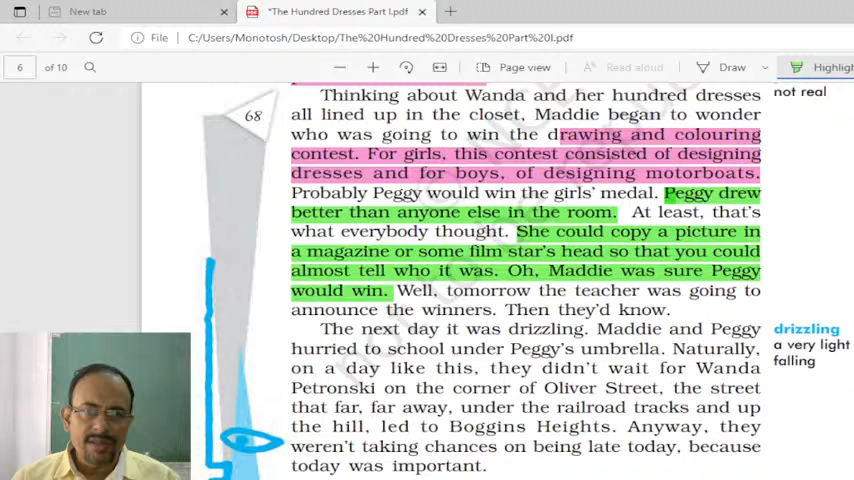 New tab
"The Hundred Dresses Part I.pdf
File
C:/Users/Monotosh/Desktop/The%20Hundred%20Dresses%20Part%20I.pdf
6 of 10
Page view
Read aloud
Draw
Highligh
68
Thinking about Wanda and her hundred dresses
all lined up in the closet, Maddie began to wonder
who was going to win the drawing and colouring
contest. For girls, this contest consisted of designing
dresses and for boys, of designing motorboats.
Probably Peggy would win the girls' medal. Peggy drew
better than anyone else in the room. At least, that's
what everybody thought. She could copy a picture in
a magazine or some film star's head so that you could
almost tell who it was. Oh, Maddie was sure Peggy
would win. Well, tomorrow the teacher was going to
announce the winners. Then they'd know.
The next day it was drizzling. Maddie and Peggy
hurried to school under Peggy's umbrella. Naturally,
on a day like this, they didn't wait for Wanda
Petronski on the corner of Oliver Street, the street
that far, far away, under the railroad tracks and up
the hill, led to Boggins Heights. Anyway, they
weren't taking chances on being late today, because
today was important.
not real
drizzling
a very light
falling